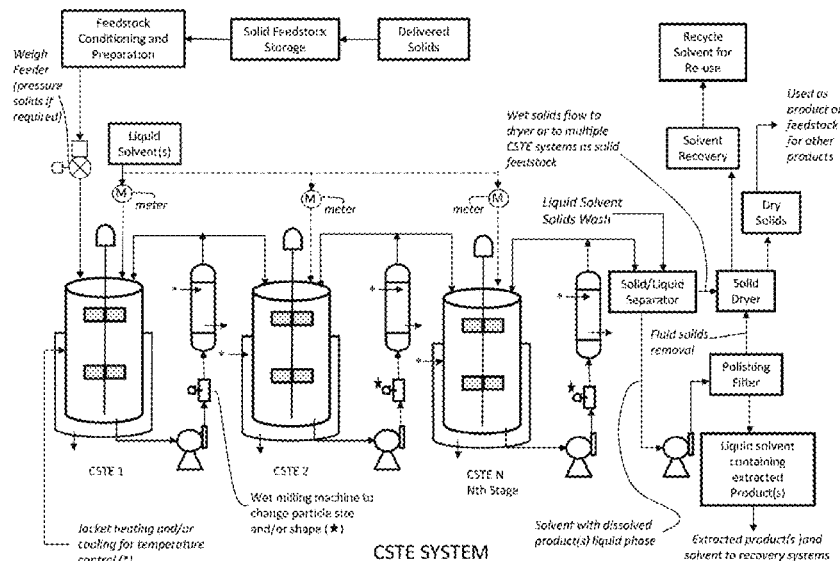 Feedstock
Conditioning and
Preparation
Solid Feedstock
Storage
Delivered
Solids
Recycle
Solvent for
Re-use
Weigh
Feeder
(pressure
solids if
required)
Liquid
Solvent(s)
Wet solids flow to
dryer or to multiple
CSTE systems as solid
feedstock
Solvent
Recovery
Used as
product or
feedstock
for other
products
M
meter
M
meter
M
meter
Liquid Solvent
Solids Wash
Dry
Solids
Solid/Liquid
Separator
Solid
Dryer
Fluid solids
removal
Polishing
Filter
CSTE 1
CSTE 2
CSTE N
Nth Stage
Liquid solvent
containing
extracted
Product(s)
Wet milling machine to
change particle size
and/or shape (★)
Jacket heating and/or
cooling for temperature
control (*)
Solvent with dissolved
product(s) liquid phase
Extracted product(s) and
solvent to recovery systems
CSTE SYSTEM